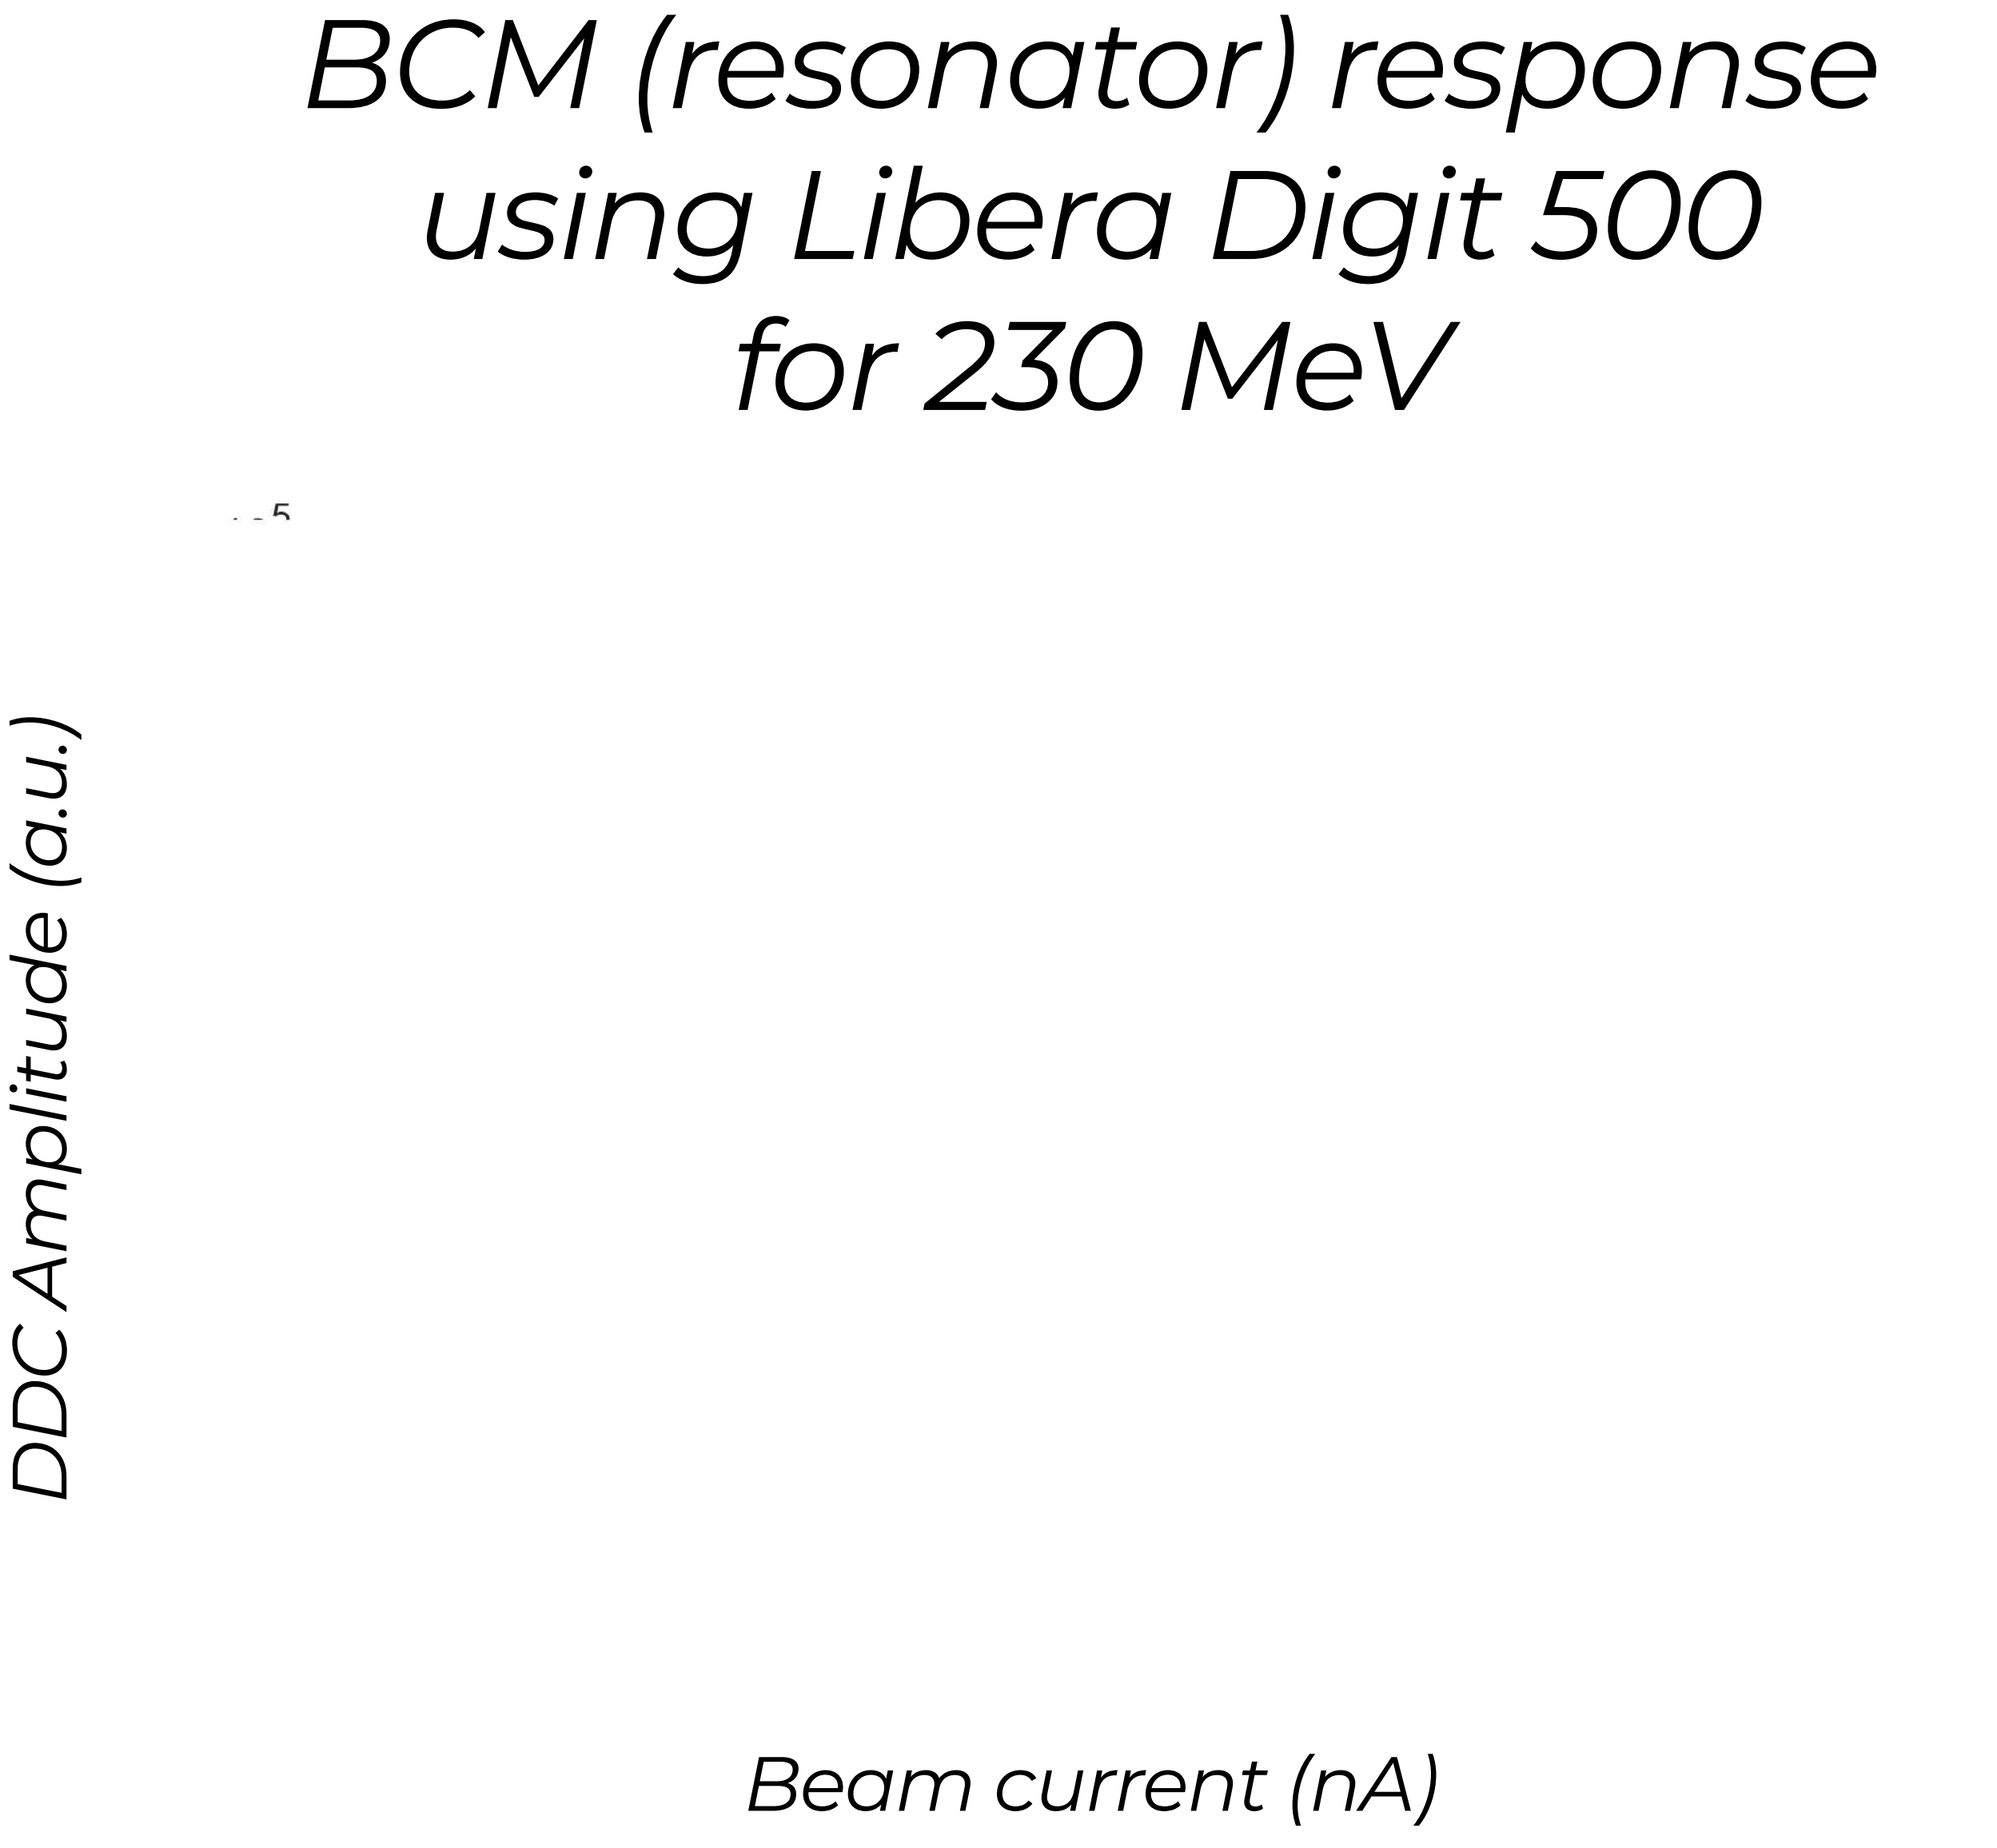 BCM (resonator) response
using Libera Digit 500
for 230 MeV
DDC Amplitude (a.u.)
Beam current (nA)